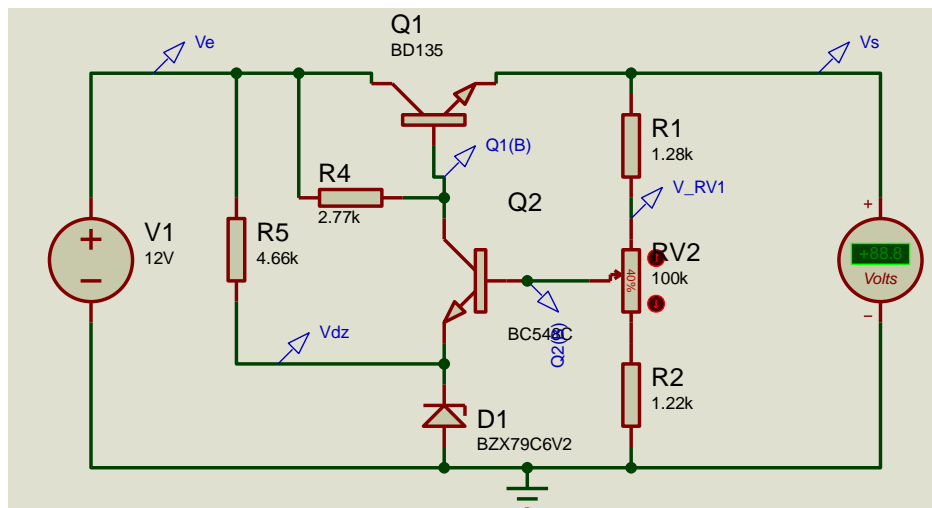 Q1
BD135
Ve
Vs
Q1(B)
R1
1.28k
R4
2.77k
V_RV1
Q2
V1
12V
R5
4.66k
RV2
100k
40%
+88.8
Volts
BC548C
Q2(B)
Vdz
R2
1.22k
D1
BZX79C6V2